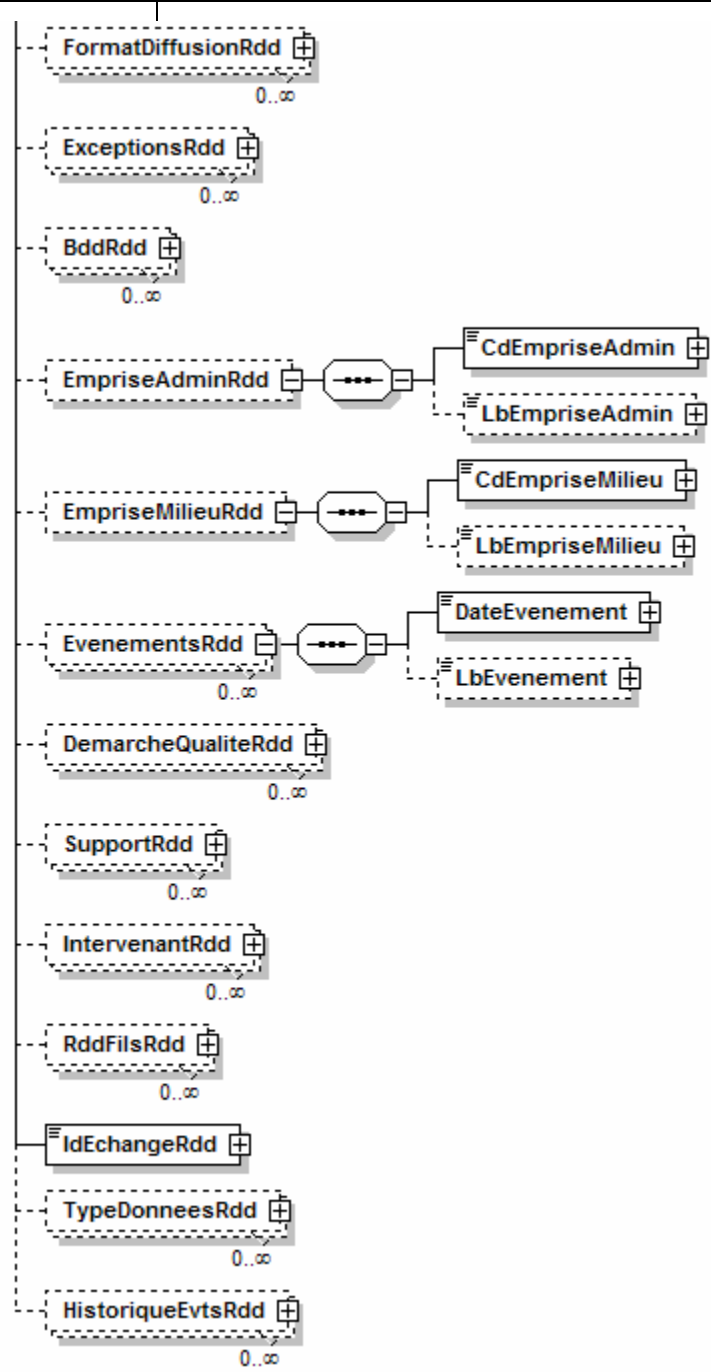 FormatDiffusionRdd
0..∞
ExceptionsRdd
0..∞
BddRdd
0..∞
EmpriseAdminRdd
CdEmpriseAdmin
LbEmpriseAdmin
EmpriseMilieuRdd
CdEmpriseMilieu
LbEmpriseMilieu
EvenementsRdd
0..∞
DateEvenement
LbEvenement
DemarcheQualiteRdd
0..∞
SupportRdd
0..∞
IntervenantRdd
0..∞
RddFilsRdd
0..∞
IdEchangeRdd
TypeDonneesRdd
0..∞
HistoriqueEvtsRdd
0..∞